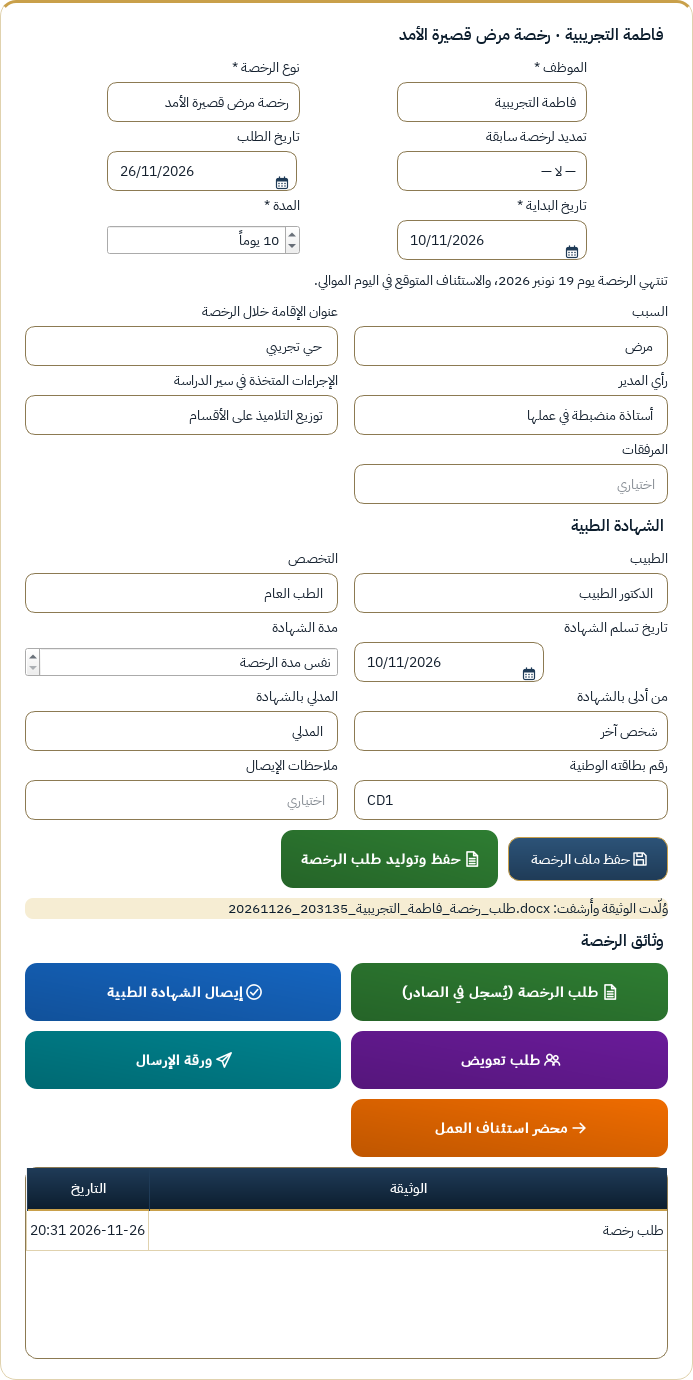 فاطمة التجريبية · رخصة مرض قصيرة الأمد
الموظف *
نوع الرخصة *
فاطمة التجريبية
رخصة مرض قصيرة الأمد
تمديد لرخصة سابقة
تاريخ الطلب
— لا —
26/11/2026
تاريخ البداية *
المدة *
10/11/2026
10 يوماً
تنتهي الرخصة يوم 19 نونبر 2026، والاستئناف المتوقع في اليوم الموالي.
السبب
عنوان الإقامة خلال الرخصة
مرض
حي تجريبي
رأي المدير
الإجراءات المتخذة في سير الدراسة
أستاذة منضبطة في عملها
توزيع التلاميذ على الأقسام
المرفقات
اختياري
الشهادة الطبية
الطبيب
التخصص
الدكتور الطبيب
الطب العام
تاريخ تسلم الشهادة
مدة الشهادة
10/11/2026
نفس مدة الرخصة
من أدلى بالشهادة
المدلي بالشهادة
شخص آخر
المدلي
رقم بطاقته الوطنية
ملاحظات الإيصال
CD1
اختياري
حفظ ملف الرخصة
حفظ وتوليد طلب الرخصة
وُلّدت الوثيقة وأُرشفت: طلب_رخصة_فاطمة_التجريبية_20261126_203135.docx
وثائق الرخصة
طلب الرخصة (يُسجل في الصادر)
إيصال الشهادة الطبية
طلب تعويض
ورقة الإرسال
محضر استئناف العمل
الوثيقة
التاريخ
طلب رخصة
2026-11-26 20:31